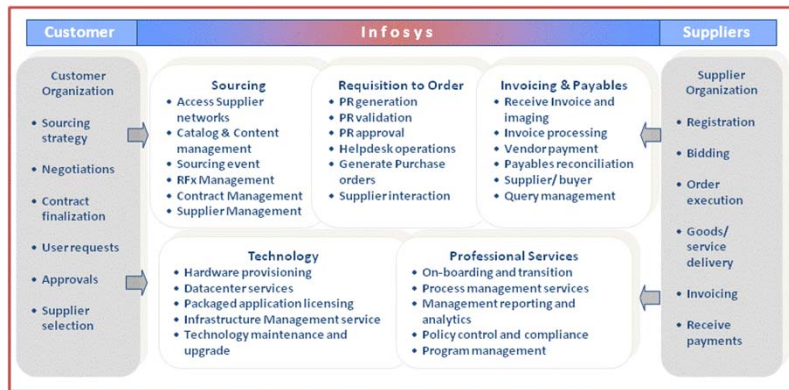 Customer
Infosys
Suppliers
Customer
Organization
• Sourcing
strategy
• Negotiations
• Contract
finalization
• User requests
• Approvals
• Supplier
selection
Sourcing
• Access Supplier
networks
• Catalog & Content
management
• Sourcing event
• RFx Management
• Contract Management
• Supplier Management
Requisition to Order
• PR generation
• PR validation
• PR approval
• Helpdesk operations
• Generate Purchase
orders
• Supplier interaction
Invoicing & Payables
• Receive Invoice and
imaging
• Invoice processing
• Vendor payment
• Payables reconciliation
• Supplier/ buyer
• Query management
Technology
• Hardware provisioning
• Datacenter services
• Packaged application licensing
• Infrastructure Management service
• Technology maintenance and
upgrade
Professional Services
• On-boarding and transition
• Process management services
• Management reporting and
analytics
• Policy control and compliance
• Program management
Supplier
Organization
• Registration
• Bidding
• Order
execution
• Goods/
service
delivery
• Invoicing
• Receive
payments